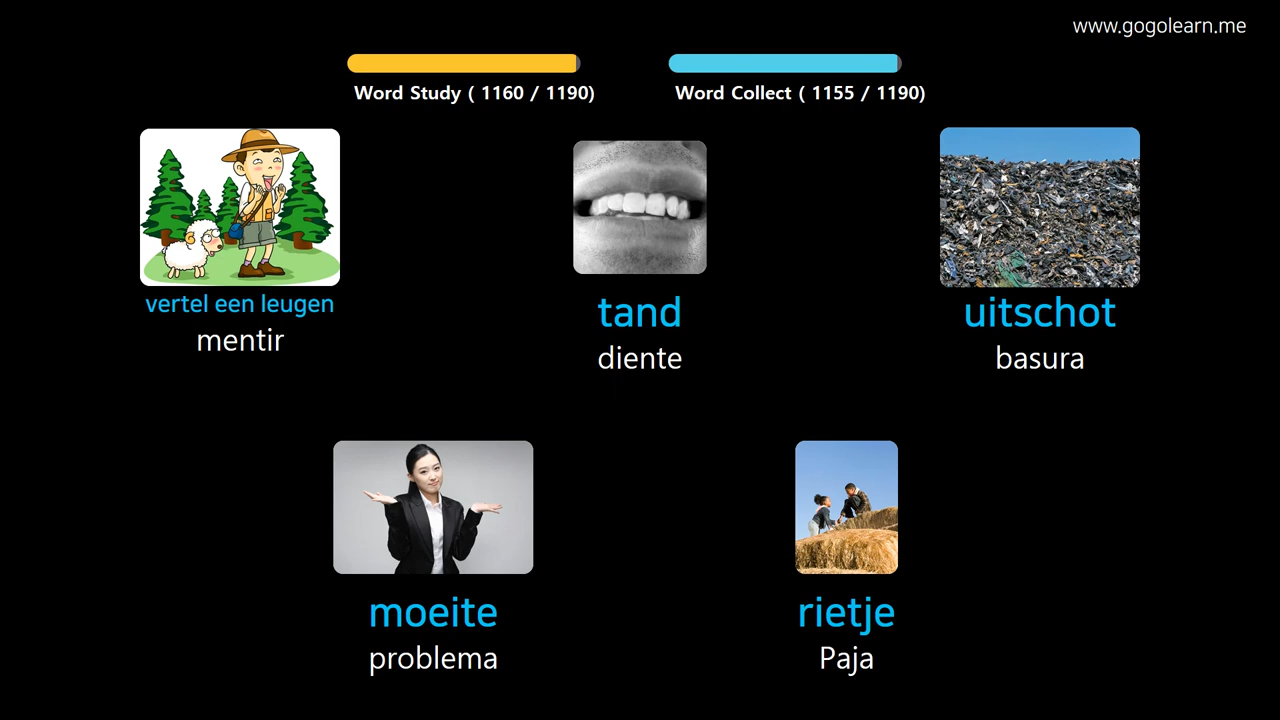 www.gogolearn.me
Word Study ( 1160 / 1190)
Word Collect ( 1155 / 1190)
vertel een leugen
mentir
tand
diente
uitschot
basura
moeite
problema
rietje
Paja